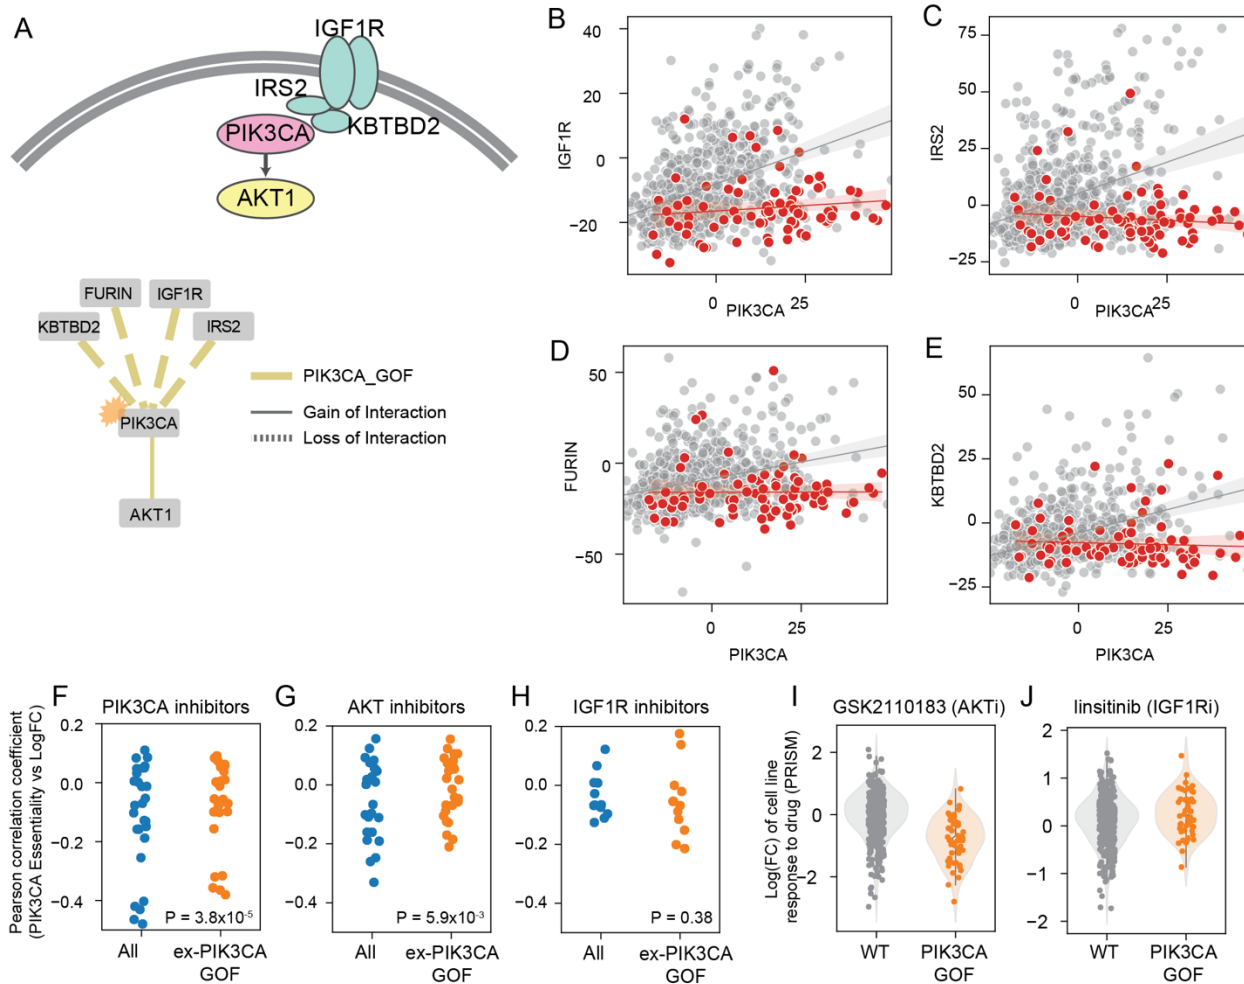 A
IGF1R
IRS2
PIK3CA
KBTBD2
AKT1
FURIN
IGF1R
KBTBD2
IRS2
PIK3CA
AKT1
PIK3CA_GOF
Gain of Interaction
Loss of Interaction
B
40
20
0
−20
IGF1R
0
25
PIK3CA
C
75
50
25
0
−25
IRS2
0
25
PIK3CA
D
50
0
−50
FURIN
0
25
PIK3CA
E
50
25
0
−25
KBTBD2
0
25
PIK3CA
F
PIK3CA inhibitors
Pearson correlation coefficient
(PIK3CA Essentiality vs LogFC)
0.2
0.0
−0.2
−0.4
P = 3.8x10⁻⁵
All
ex-PIK3CA
GOF
G
AKT inhibitors
0.2
0.0
−0.2
−0.4
P = 5.9x10⁻³
All
ex-PIK3CA
GOF
H
IGF1R inhibitors
0.2
0.0
−0.2
−0.4
P = 0.38
All
ex-PIK3CA
GOF
I
GSK2110183 (AKTi)
Log(FC) of cell line
response to drug (PRISM)
2
0
−2
WT
PIK3CA
GOF
J
linsitinib (IGF1Ri)
2
1
0
−1
−2
WT
PIK3CA
GOF